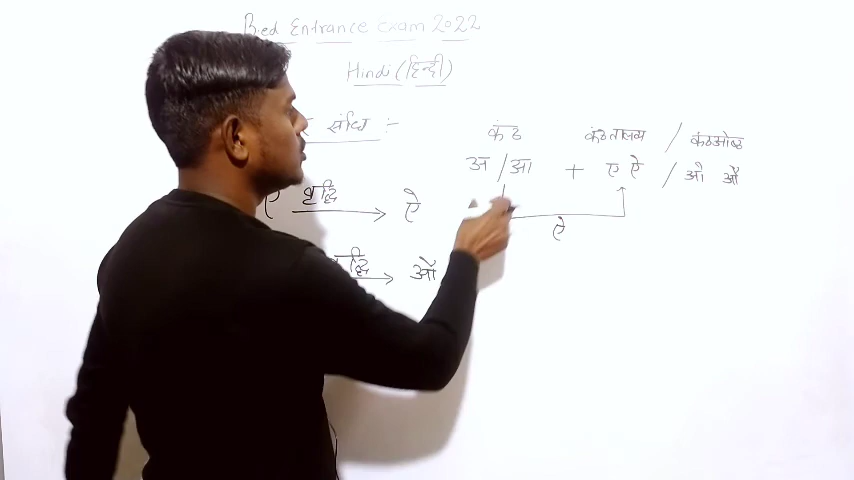 B.ed Entrance Exam 2022
Hindi (हिन्दी)
संधि :-
कंठ कंठतालव्य / कंठओष्ठ
अ / आ + ए ऐ / ओ औ
ए वृद्धि → ऐ
ऐ
वृद्धि → औ